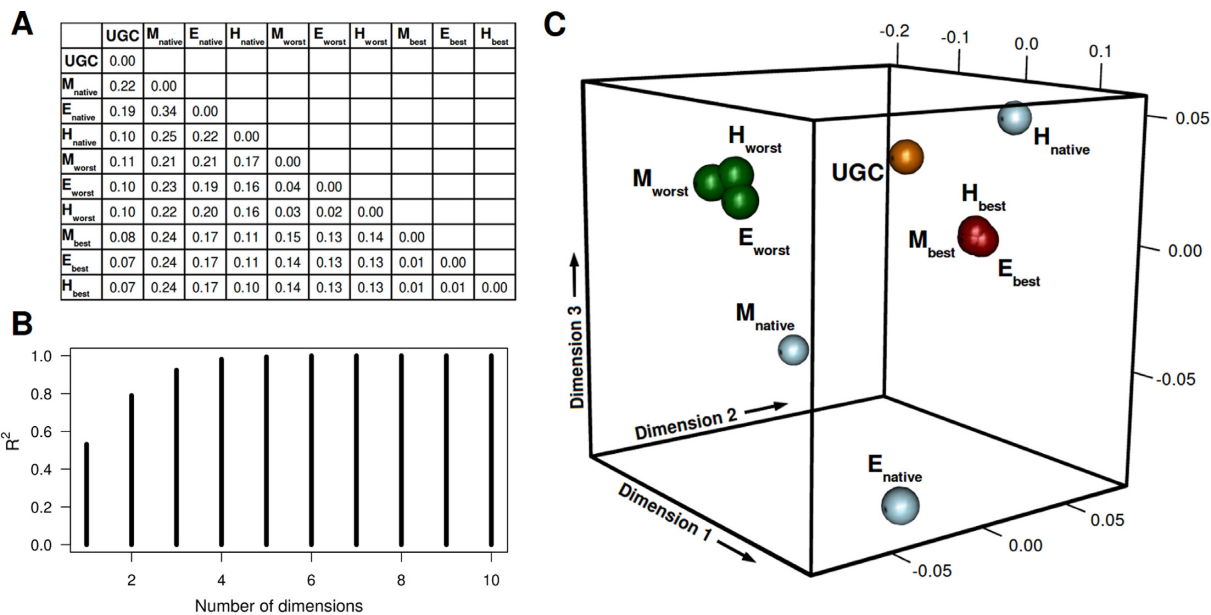 A
UGC M native E native H native M worst E worst H worst M best E best H best
UGC 0.00
M native 0.22 0.00
E native 0.19 0.34 0.00
H native 0.10 0.25 0.22 0.00
M worst 0.11 0.21 0.21 0.17 0.00
E worst 0.10 0.23 0.19 0.16 0.04 0.00
H worst 0.10 0.22 0.20 0.16 0.03 0.02 0.00
M best 0.08 0.24 0.17 0.11 0.15 0.13 0.14 0.00
E best 0.07 0.24 0.17 0.11 0.14 0.13 0.13 0.01 0.00
H best 0.07 0.24 0.17 0.10 0.14 0.13 0.13 0.01 0.01 0.00
B
1.0
0.8
0.6
0.4
0.2
0.0
R²
2 4 6 8 10
Number of dimensions
C
-0.2 -0.1 0.0 0.1
0.05
0.00
-0.05
H native
UGC
H worst
M worst
E worst
H best
M best
E best
M native
E native
Dimension 3
Dimension 2
Dimension 1
0.05
0.00
-0.05